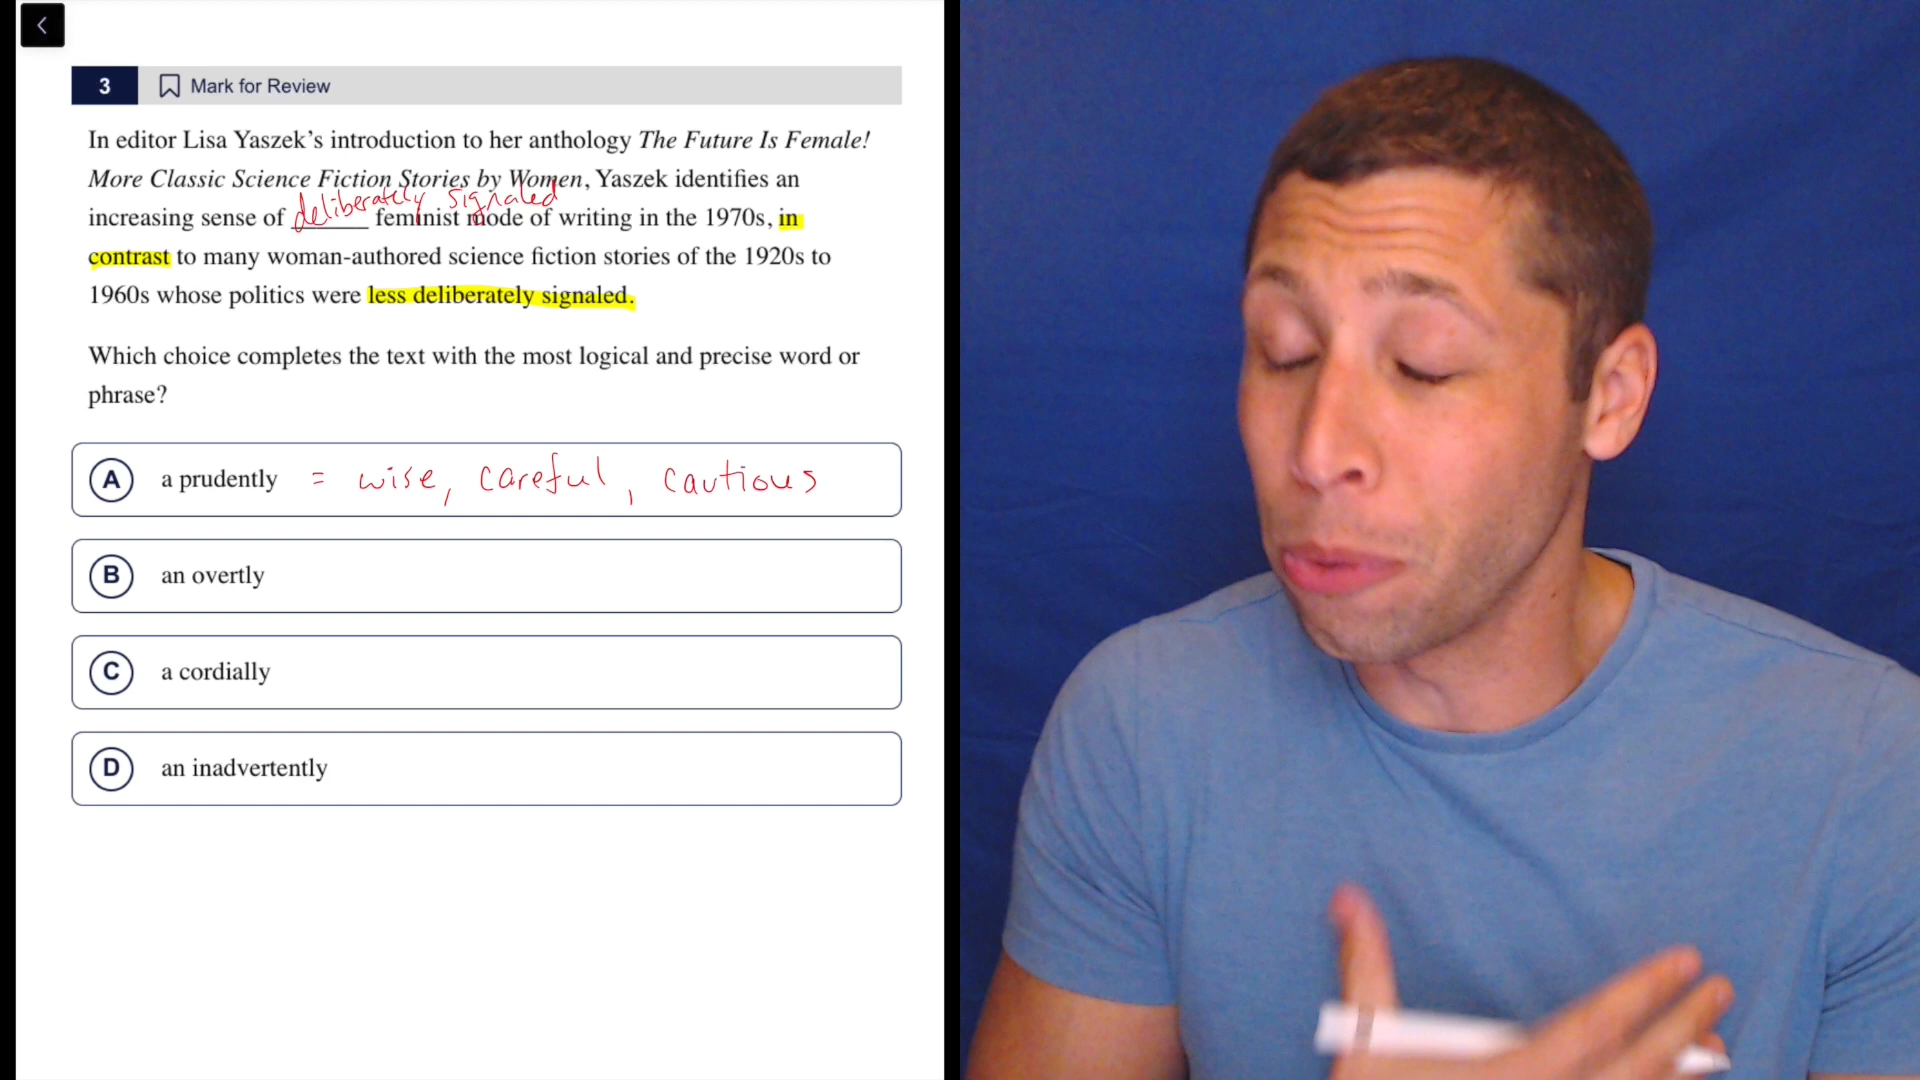 3 Mark for Review
In editor Lisa Yaszek’s introduction to her anthology The Future Is Female!
More Classic Science Fiction Stories by Women, Yaszek identifies an
deliberately signaled
increasing sense of ______ feminist mode of writing in the 1970s, in
contrast to many woman-authored science fiction stories of the 1920s to
1960s whose politics were less deliberately signaled.
Which choice completes the text with the most logical and precise word or
phrase?
A a prudently = wise, careful, cautious
B an overtly
C a cordially
D an inadvertently